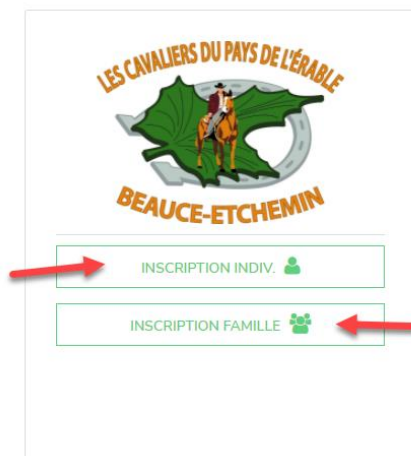 LES CAVALIERS DU PAYS DE L'ÉRABLE
BEAUCE-ETCHEMIN
INSCRIPTION INDIV.
INSCRIPTION FAMILLE